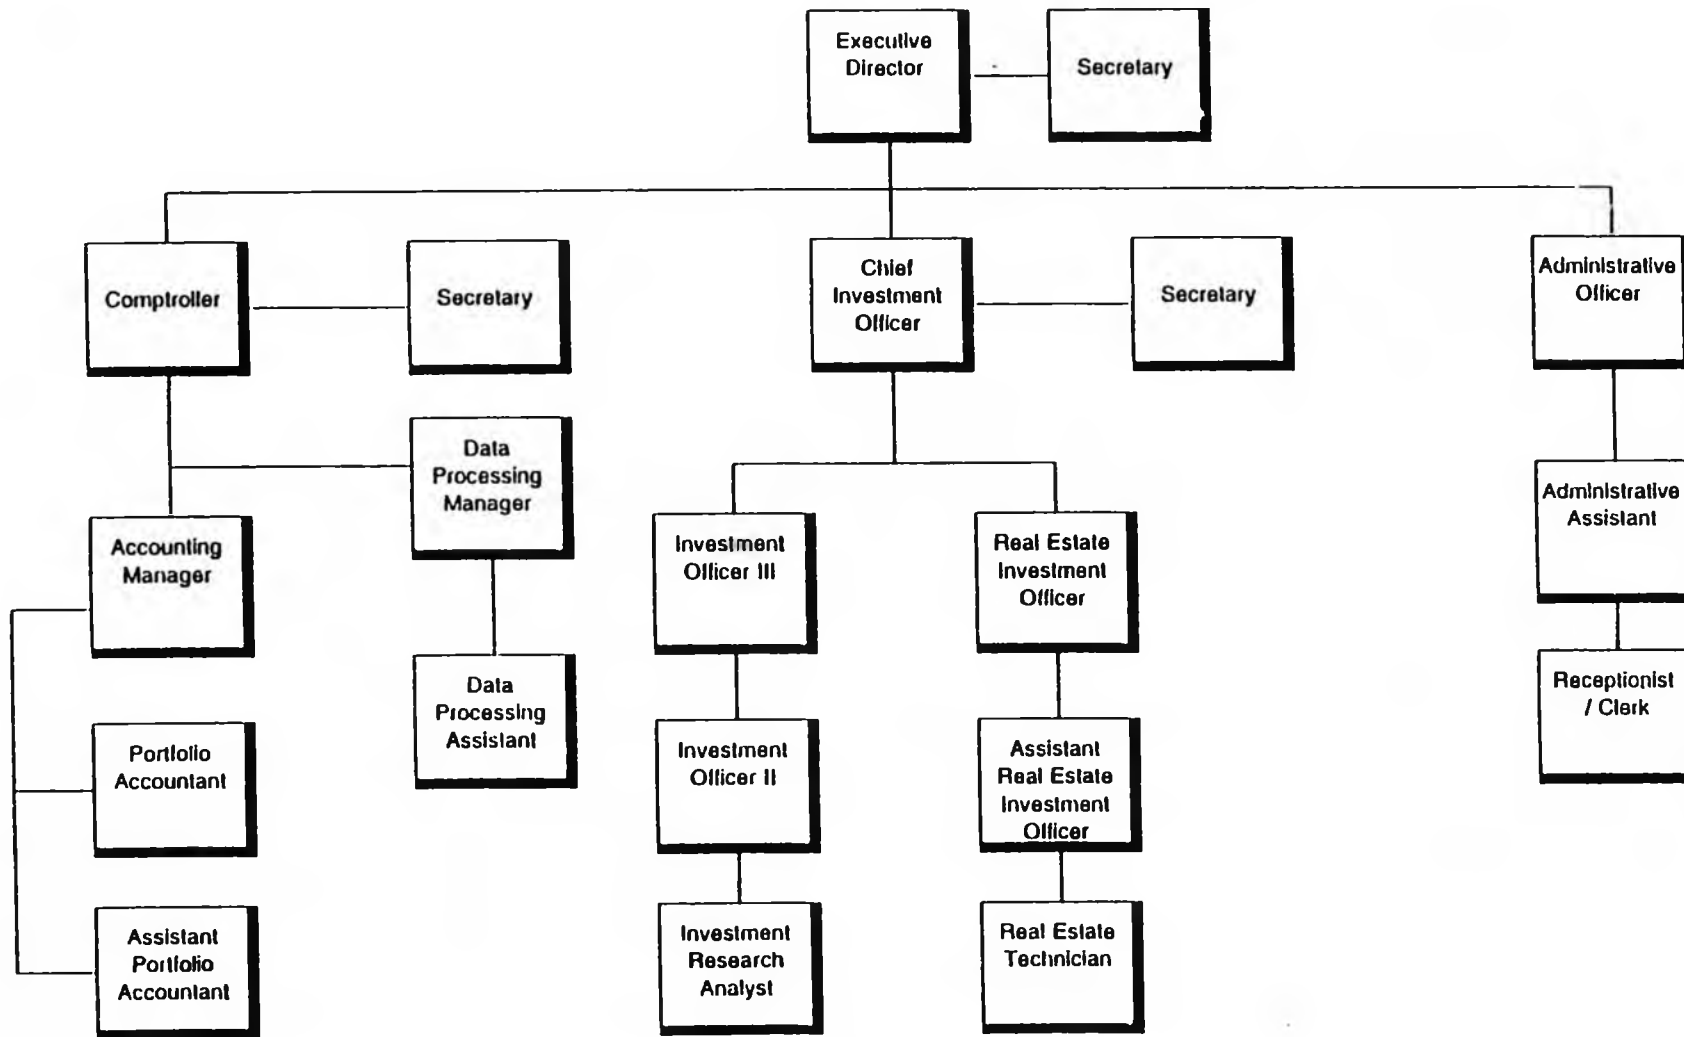 Executive
Director
Secretary
Comptroller
Secretary
Chief
Investment
Officer
Secretary
Administrative
Officer
Data
Processing
Manager
Administrative
Assistant
Accounting
Manager
Investment
Officer III
Real Estate
Investment
Officer
Data
Processing
Assistant
Receptionist
/ Clerk
Portfolio
Accountant
Investment
Officer II
Assistant
Real Estate
Investment
Officer
Assistant
Portfolio
Accountant
Investment
Research
Analyst
Real Estate
Technician